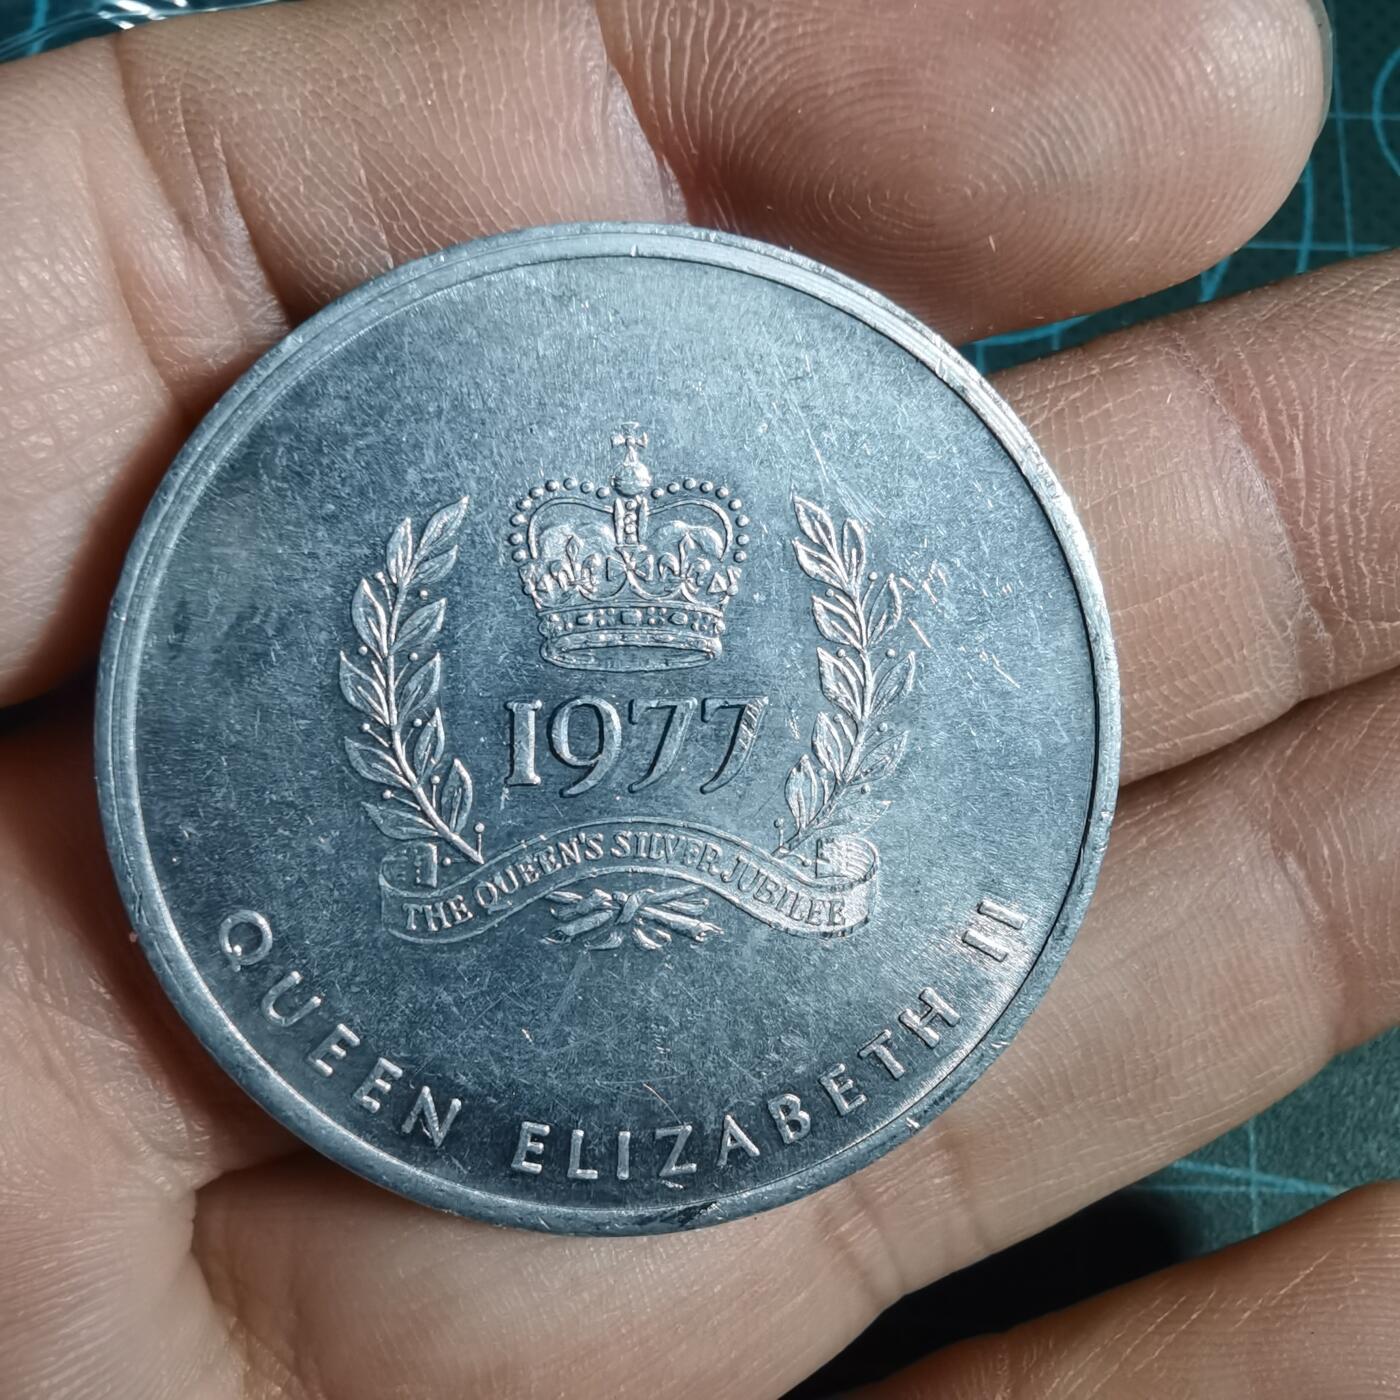 1977
THE QUEEN'S SILVER JUBILEE
QUEEN ELIZABETH II